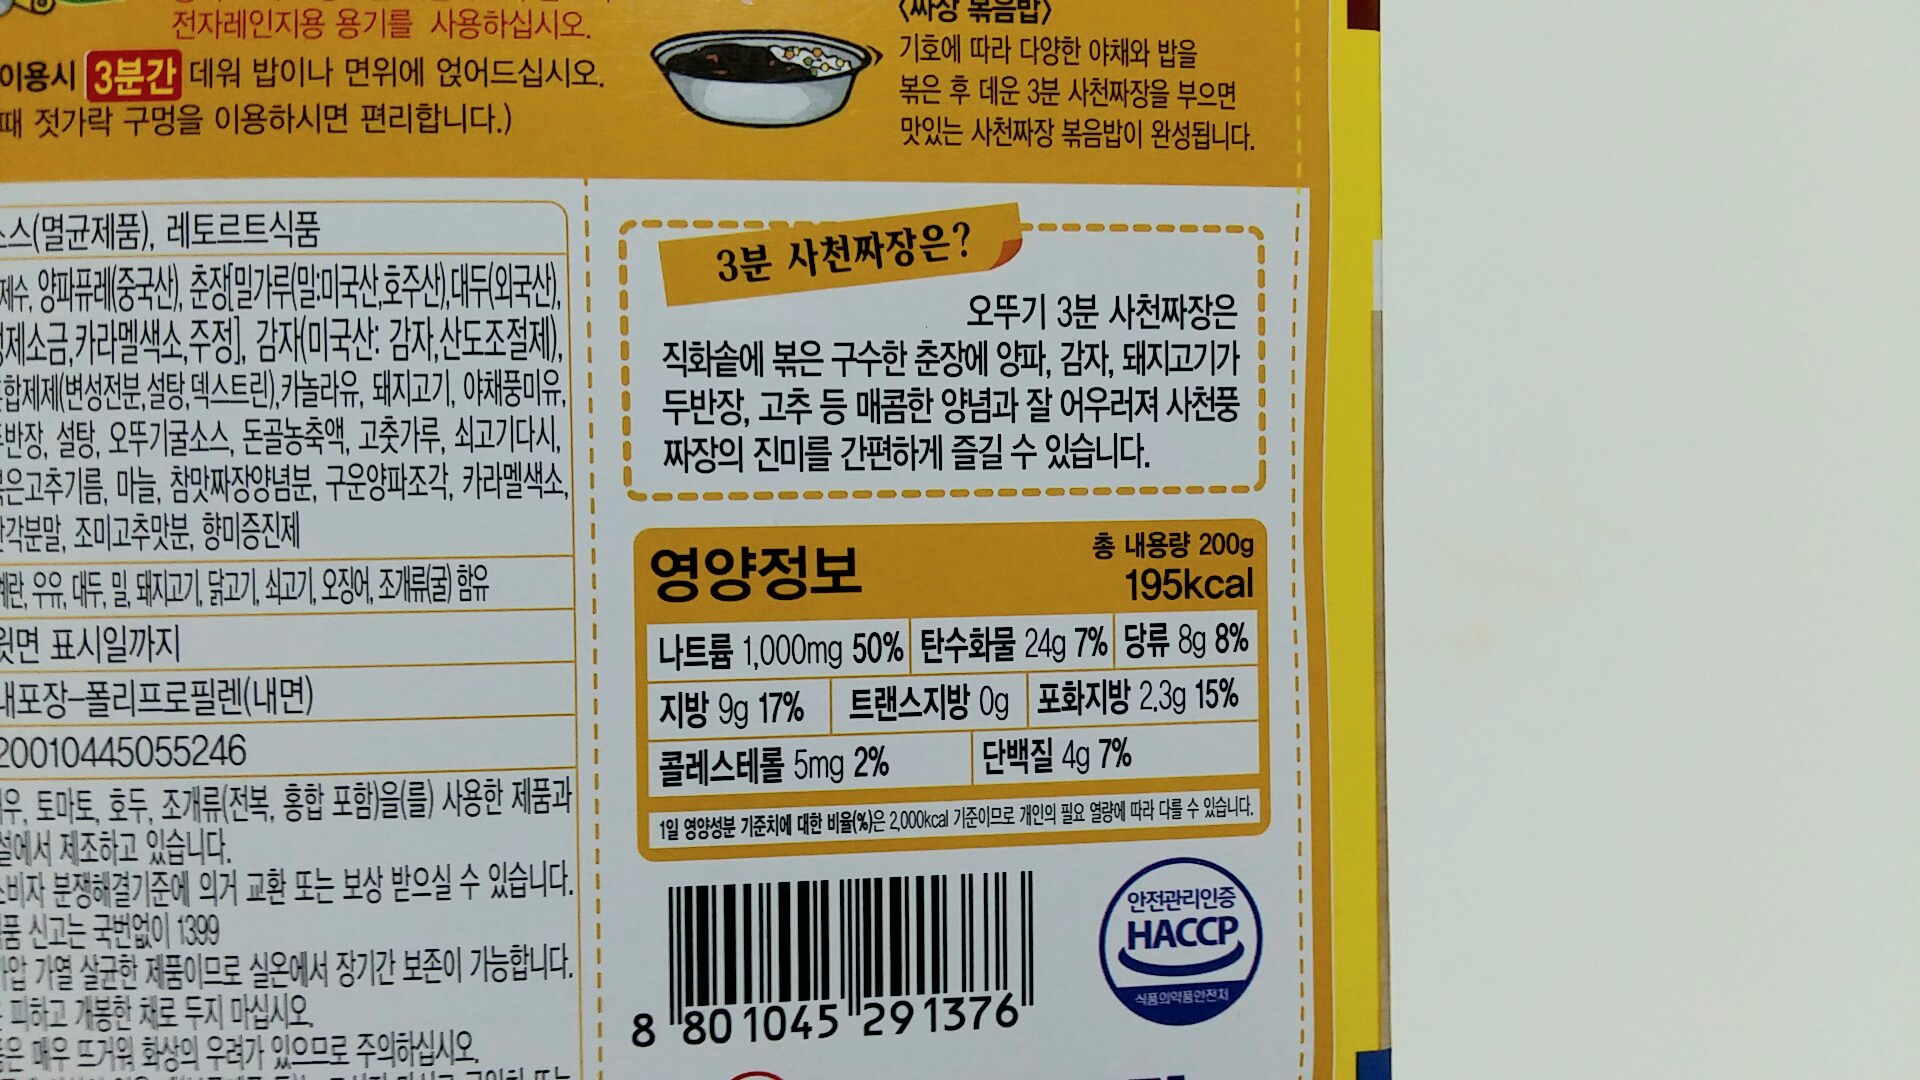 전자레인지용 용기를 사용하십시오.
이용시 3분간 데워 밥이나 면위에 얹어드십시오.
때 젓가락 구멍을 이용하시면 편리합니다.)
<짜장 볶음밥>
기호에 따라 다양한 야채와 밥을
볶은 후 데운 3분 사천짜장을 부으면
맛있는 사천짜장 볶음밥이 완성됩니다.
소스(멸균제품), 레토르트식품
양파퓨레(중국산), 춘장[밀가루(밀:미국산,호주산),대두(외국산),
정제소금,카라멜색소,주정], 감자(미국산: 감자,산도조절제),
혼합제제(변성전분,설탕,덱스트린),카놀라유, 돼지고기, 야채풍미유,
두반장, 설탕, 오뚜기굴소스, 돈골농축액, 고춧가루, 쇠고기다시,
볶은고추기름, 마늘, 참맛짜장양념분, 구운양파조각, 카라멜색소,
조미고추맛분, 향미증진제
계란, 우유, 대두, 밀, 돼지고기, 닭고기, 쇠고기, 오징어, 조개류(굴) 함유
윗면 표시일까지
내포장-폴리프로필렌(내면)
20010445055246
토마토, 호두, 조개류(전복, 홍합 포함)을(를) 사용한 제품과
제조하고 있습니다.
소비자 분쟁해결기준에 의거 교환 또는 보상 받으실 수 있습니다.
신고는 국번없이 1399
가압 가열 살균한 제품이므로 실온에서 장기간 보존이 가능합니다.
피하고 개봉한 채로 두지 마십시오.
매우 뜨거워 화상의 우려가 있으므로 주의하십시오.
3분 사천짜장은?
오뚜기 3분 사천짜장은
직화솥에 볶은 구수한 춘장에 양파, 감자, 돼지고기가
두반장, 고추 등 매콤한 양념과 잘 어우러져 사천풍
짜장의 진미를 간편하게 즐길 수 있습니다.
영양정보
총 내용량 200g
195kcal
나트륨 1,000mg 50% 탄수화물 24g 7% 당류 8g 8%
지방 9g 17% 트랜스지방 0g 포화지방 2.3g 15%
콜레스테롤 5mg 2% 단백질 4g 7%
1일 영양성분 기준치에 대한 비율(%)은 2,000kcal 기준이므로 개인의 필요 열량에 따라 다를 수 있습니다.
8 801045 291376
안전관리인증
HACCP
식품의약품안전처